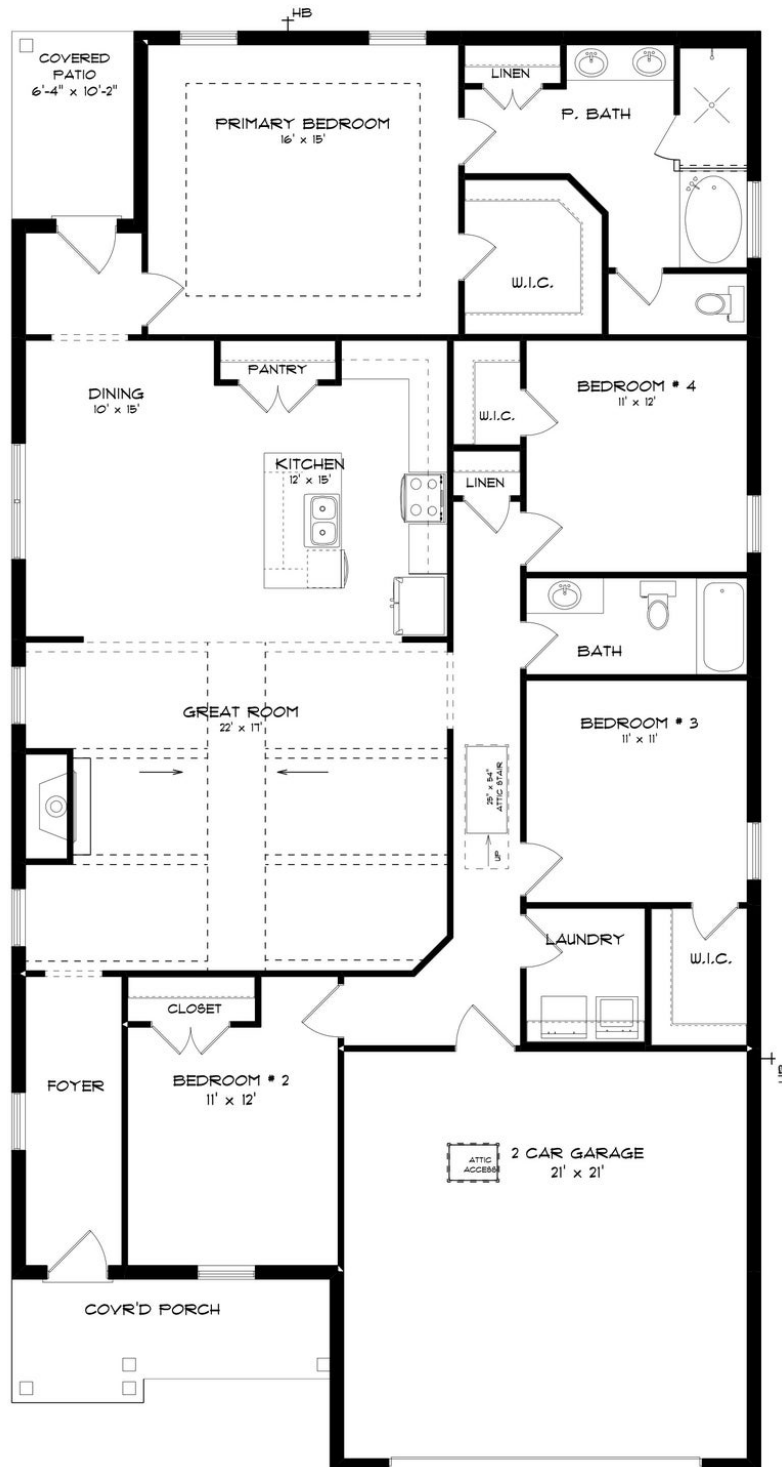 HB
COVERED
PATIO
6'-4" x 10'-2"
PRIMARY BEDROOM
16' x 15'
LINEN
P. BATH
W.I.C.
DINING
10' x 15'
PANTRY
KITCHEN
12' x 15'
W.I.C.
BEDROOM # 4
11' x 12'
LINEN
BATH
GREAT ROOM
22' x 17'
BEDROOM # 3
11' x 11'
25" x 54"
ATTIC STAIR
UP
LAUNDRY
W.I.C.
CLOSET
FOYER
BEDROOM # 2
11' x 12'
HB
2 CAR GARAGE
21' x 21'
ATTIC
ACCESS
COVR'D PORCH